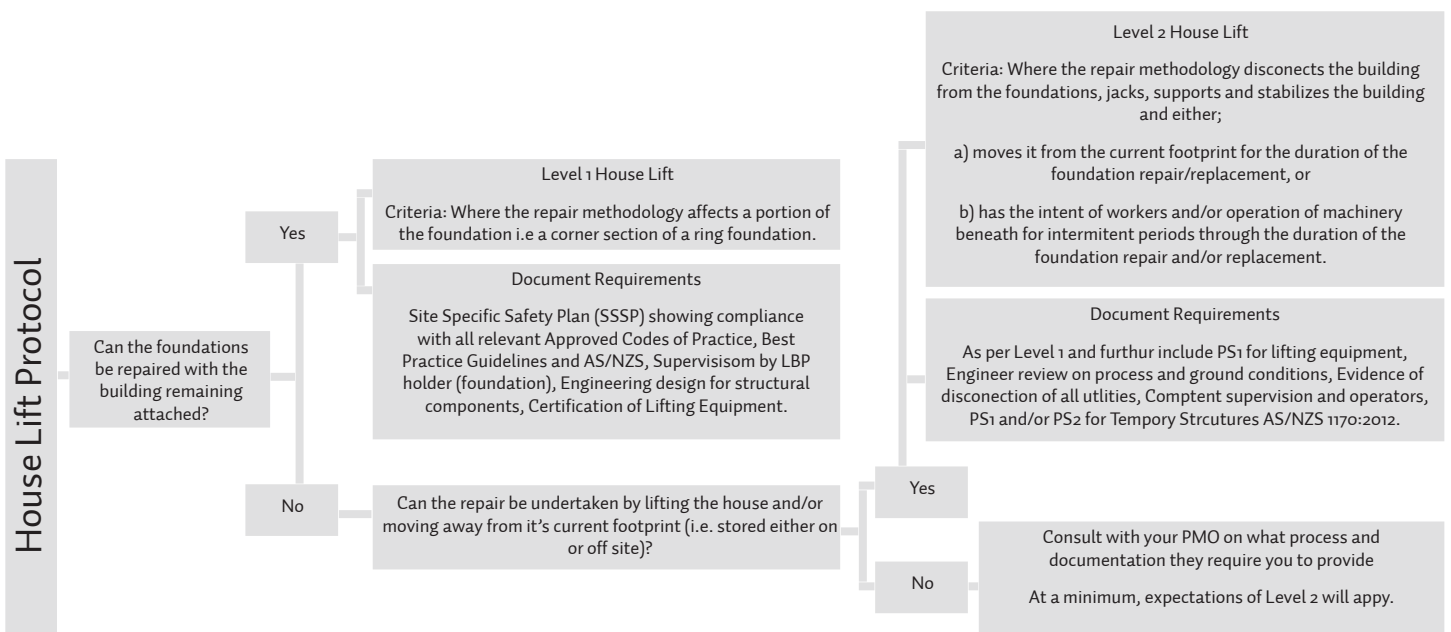 House Lift Protocol
Can the foundations
be repaired with the
building remaining
attached?
Yes
Level 1 House Lift
Criteria: Where the repair methodology affects a portion of
the foundation i.e a corner section of a ring foundation.
Document Requirements
Site Specific Safety Plan (SSSP) showing compliance
with all relevant Approved Codes of Practice, Best
Practice Guidelines and AS/NZS, Supervisisom by LBP
holder (foundation), Engineering design for structural
components, Certification of Lifting Equipment.
No
Can the repair be undertaken by lifting the house and/or
moving away from it's current footprint (i.e. stored either on
or off site)?
Yes
Level 2 House Lift
Criteria: Where the repair methodology disconects the building
from the foundations, jacks, supports and stabilizes the building
and either;
a) moves it from the current footprint for the duration of the
foundation repair/replacement, or
b) has the intent of workers and/or operation of machinery
beneath for intermitent periods through the duration of the
foundation repair and/or replacement.
Document Requirements
As per Level 1 and furthur include PS1 for lifting equipment,
Engineer review on process and ground conditions, Evidence of
disconection of all utlities, Comptent supervision and operators,
PS1 and/or PS2 for Tempory Strcutures AS/NZS 1170:2012.
No
Consult with your PMO on what process and
documentation they require you to provide
At a minimum, expectations of Level 2 will appy.